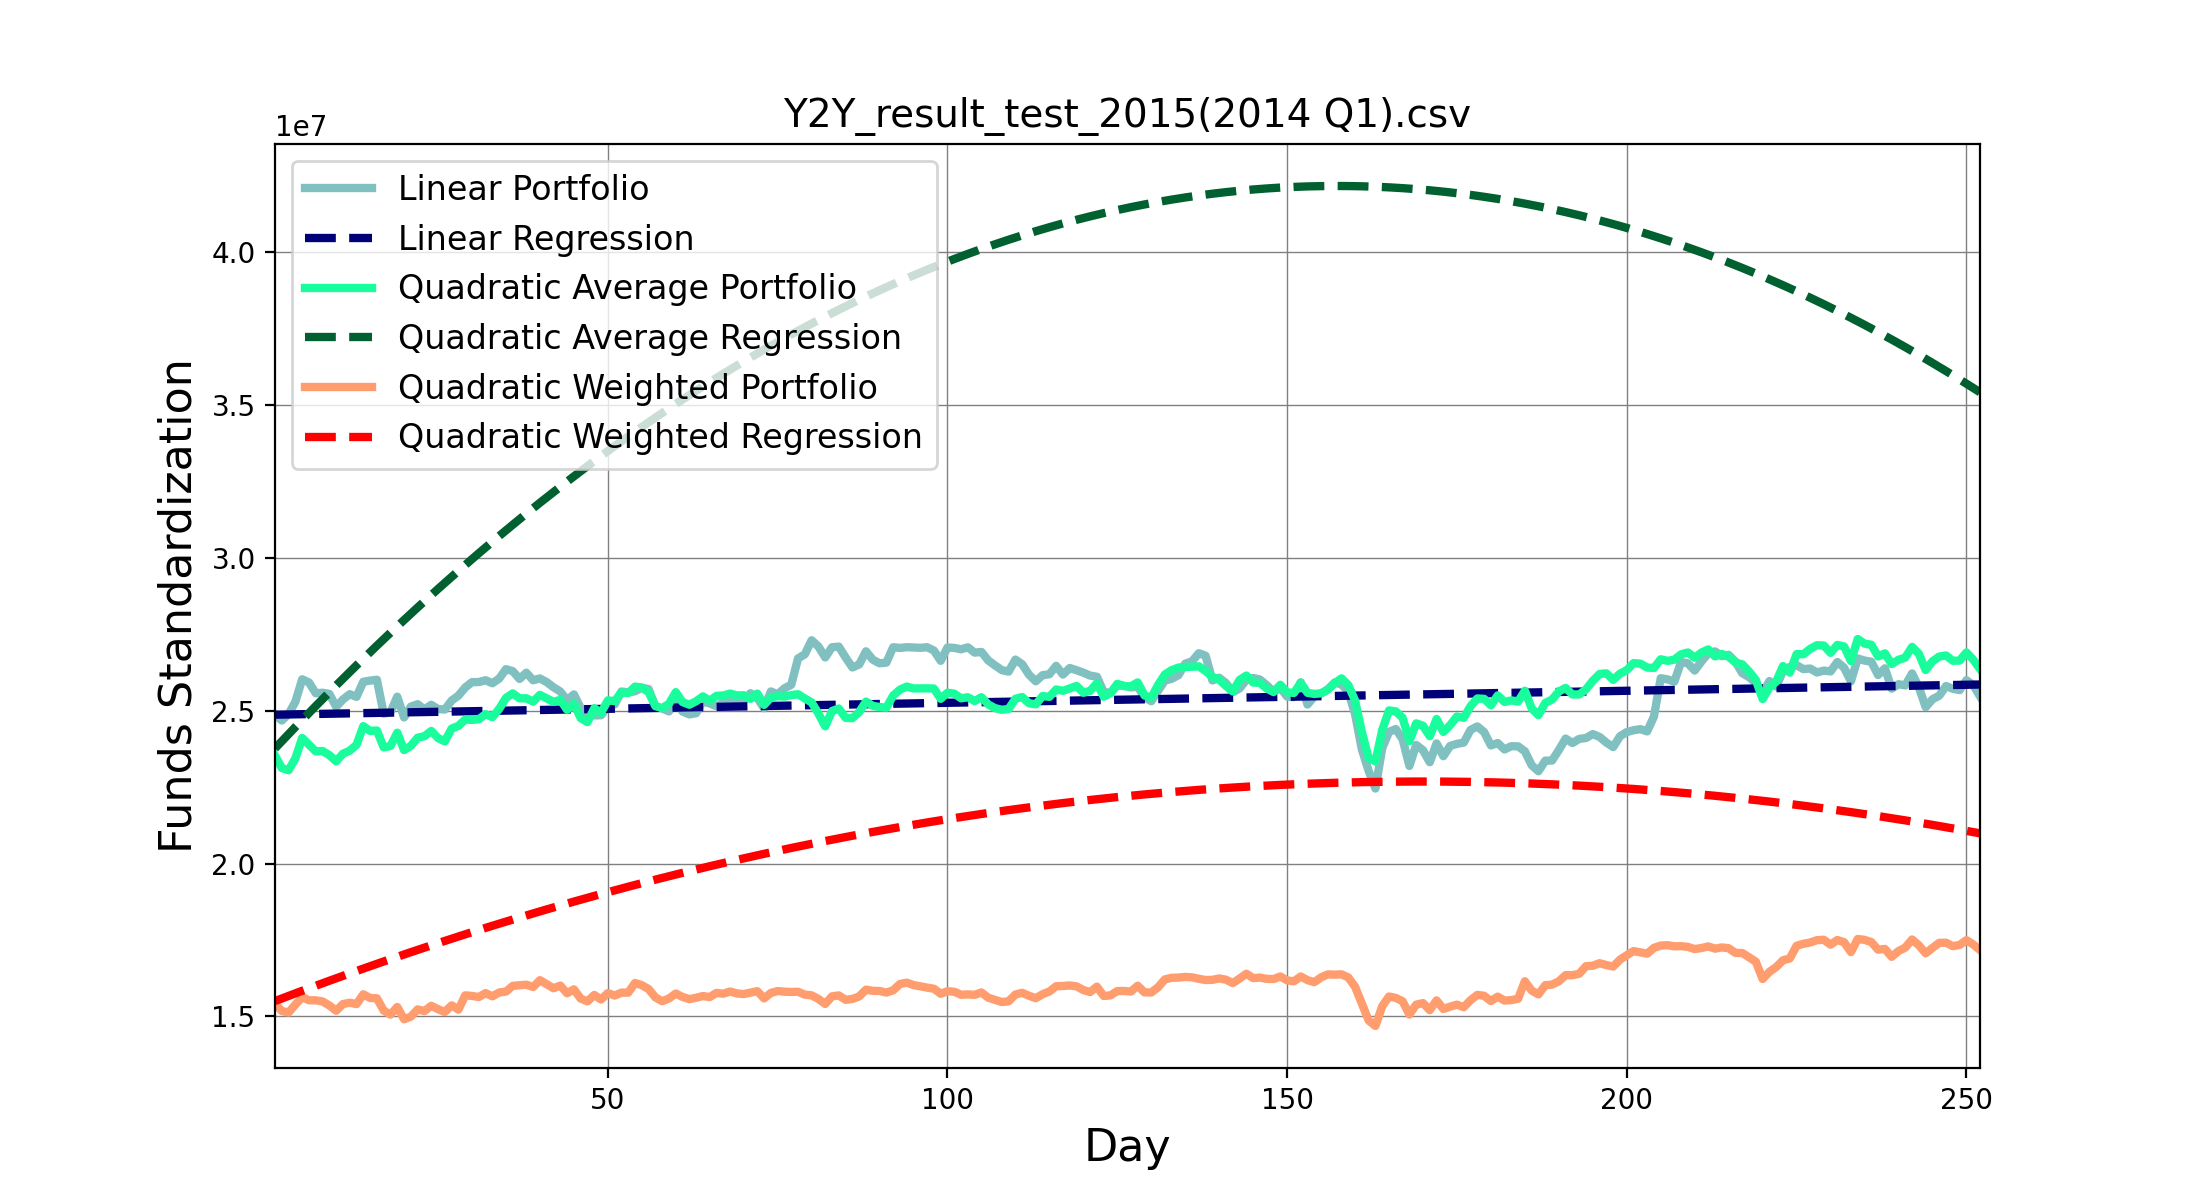 Y2Y_result_test_2015(2014 Q1).csv
1e7
Linear Portfolio
Linear Regression
Quadratic Average Portfolio
Quadratic Average Regression
Quadratic Weighted Portfolio
Quadratic Weighted Regression
4.0
3.5
3.0
2.5
2.0
1.5
Funds Standardization
50 100 150 200 250
Day